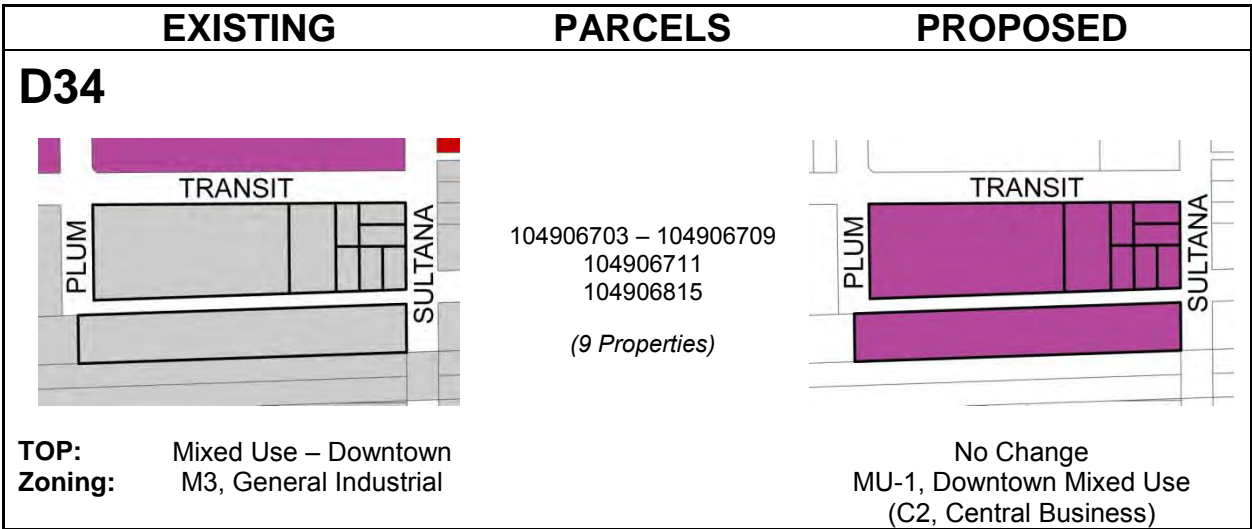 EXISTING PARCELS PROPOSED
D34
TRANSIT
PLUM
SULTANA
104906703 – 104906709
104906711
104906815
(9 Properties)
TRANSIT
PLUM
SULTANA
TOP: Mixed Use – Downtown No Change
Zoning: M3, General Industrial MU-1, Downtown Mixed Use
(C2, Central Business)